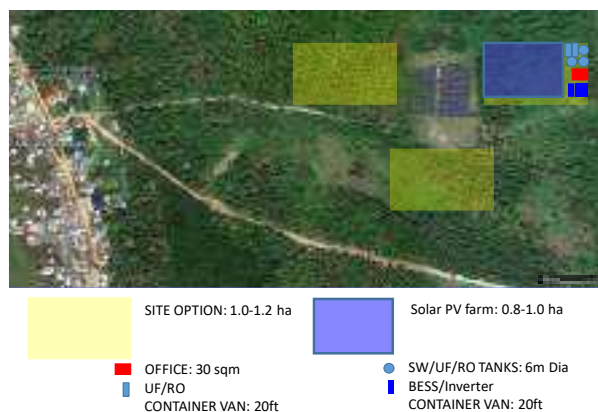 SITE OPTION: 1.0-1.2 ha
Solar PV farm: 0.8-1.0 ha
OFFICE: 30 sqm
SW/UF/RO TANKS: 6m Dia
UF/RO
CONTAINER VAN: 20ft
BESS/Inverter
CONTAINER VAN: 20ft